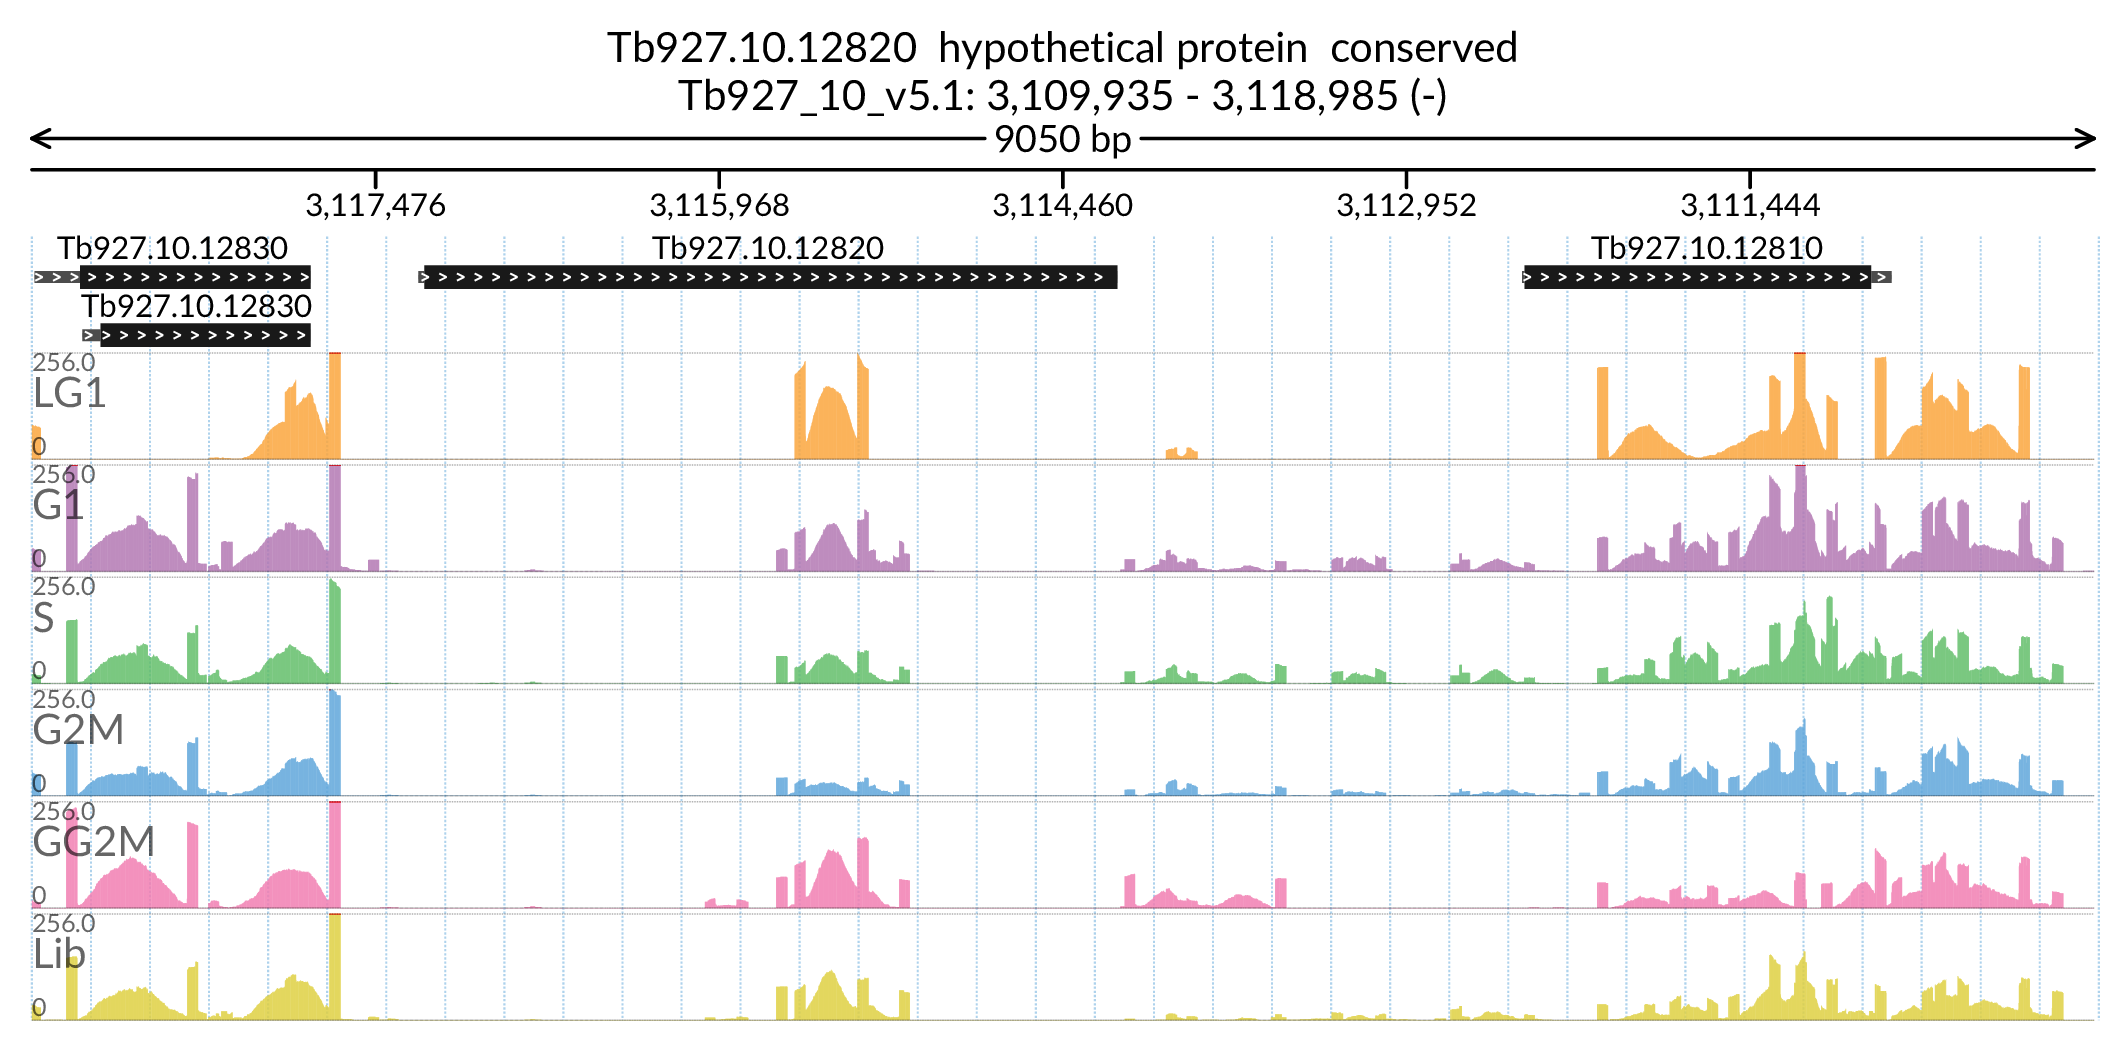 Tb927.10.12820 hypothetical protein conserved
Tb927_10_v5.1: 3,109,935 - 3,118,985 (-)
9050 bp
3,117,476 3,115,968 3,114,460 3,112,952 3,111,444
Tb927.10.12830 Tb927.10.12820 Tb927.10.12810
Tb927.10.12830
256.0
LG1
0
256.0
G1
0
256.0
S
0
256.0
G2M
0
256.0
GG2M
0
256.0
Lib
0